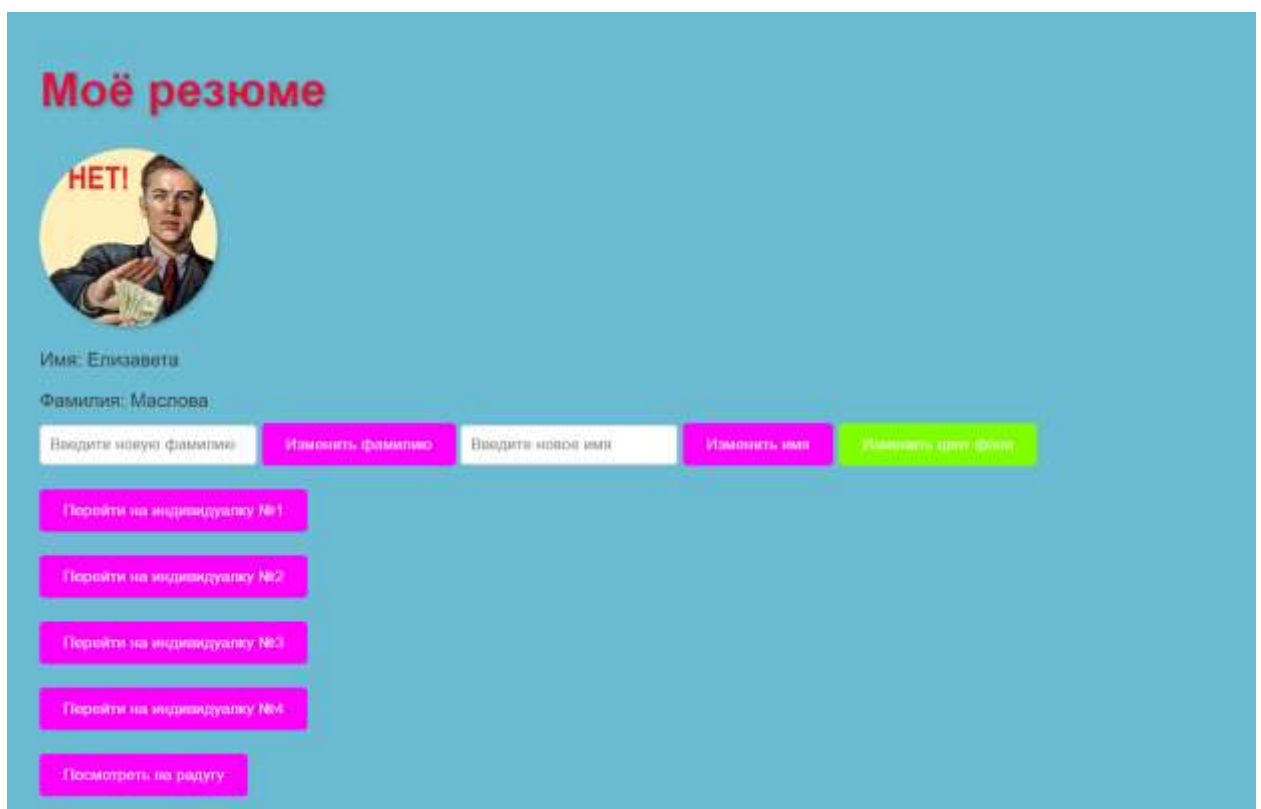 Моё резюме
НЕТ!
Имя: Елизавета
Фамилия: Маслова
Введите новую фамилию Изменить фамилию Введите новое имя Изменить имя Изменить цвет фона
Перейти на индивидуалку №1
Перейти на индивидуалку №2
Перейти на индивидуалку №3
Перейти на индивидуалку №4
Посмотреть на радугу